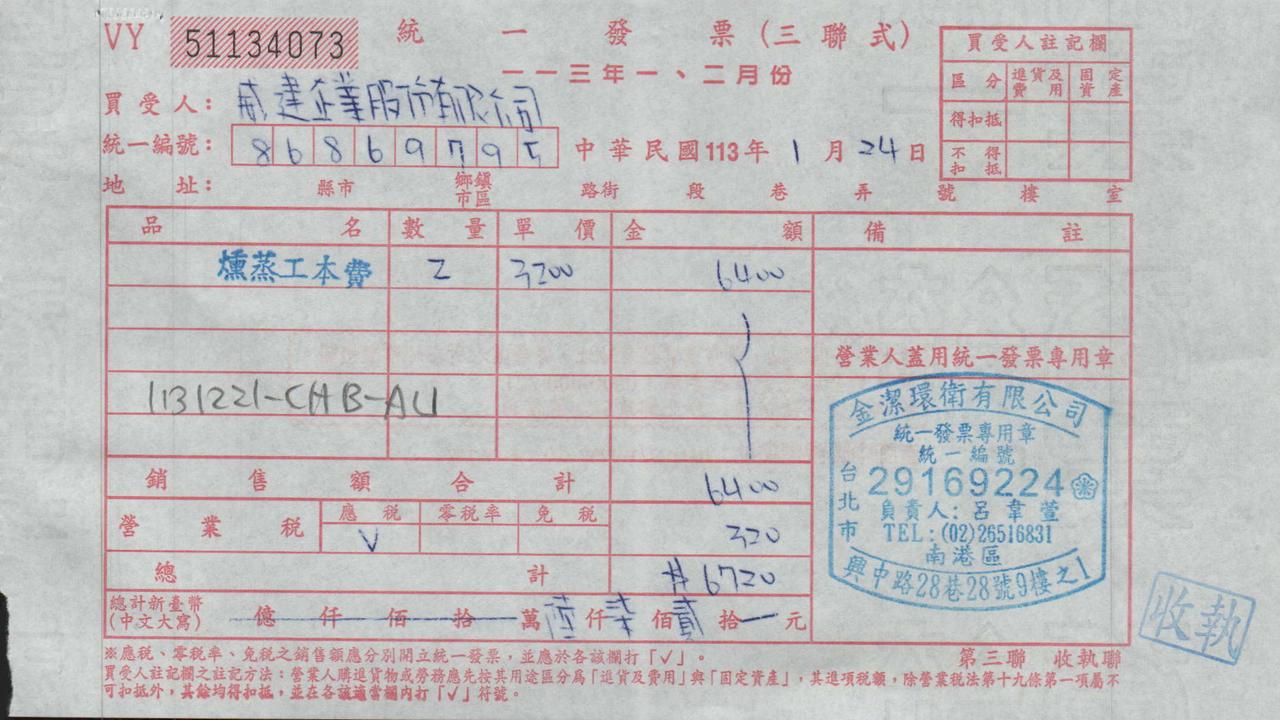 VY 51134073 統一發票(三聯式)
一一三年一、二月份
買受人註記欄
區分 進貨及費用 固定資產
得扣抵
不得扣抵
買受人: 威建企業股份有限公司
統一編號: 86869795 中華民國113年1月24日
地址: 縣市 鄉鎮市區 路街 段 巷 弄 號 樓 室
品名 數量 單價 金額 備註
燻蒸工本費 2 3200 6400
營業人蓋用統一發票專用章
1131221-CHB-AU
金潔環衛有限公司
統一發票專用章
統一編號
台北市 29169224
負責人: 呂韋萱
TEL:(02)26516831
南港區
興中路28巷28號9樓之1
銷售額合計 6400
營業稅 應稅 零稅率 免稅 320
V
總計 #6720
總計新臺幣(中文大寫) 億仟佰拾萬陸仟柒佰貳拾元
收執
※應稅、零稅率、免稅之銷售額應分別開立統一發票,並應於各該欄打「✓」。
第三聯 收執聯
買受人註記欄之註記方法:營業人購進貨物或勞務應先按其用途區分為「進貨及費用」與「固定資產」,其進項稅額,除營業稅法第十九條第一項屬不
可扣抵外,其餘均得扣抵,並在各該適當欄內打「✓」符號。